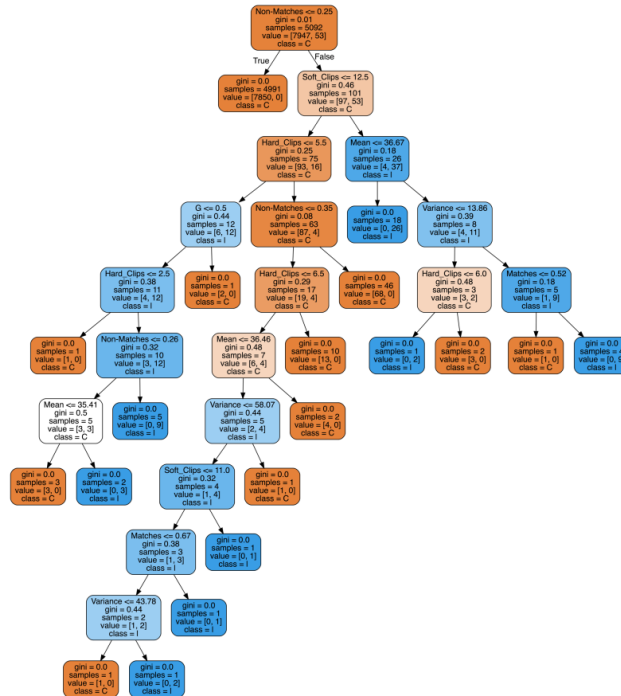 Non-Matches <= 0.25
gini = 0.01
samples = 5092
value = [7947, 53]
class = C
True
False
gini = 0.0
samples = 4991
value = [7850, 0]
class = C
Soft_Clips <= 12.5
gini = 0.46
samples = 101
value = [97, 53]
class = C
Hard_Clips <= 5.5
gini = 0.25
samples = 75
value = [93, 16]
class = C
Mean <= 36.67
gini = 0.18
samples = 26
value = [4, 37]
class = I
G <= 0.5
gini = 0.44
samples = 12
value = [6, 12]
class = I
Non-Matches <= 0.35
gini = 0.08
samples = 63
value = [87, 4]
class = C
gini = 0.0
samples = 18
value = [0, 26]
class = I
Variance <= 13.86
gini = 0.39
samples = 8
value = [4, 11]
class = I
Hard_Clips <= 2.5
gini = 0.38
samples = 11
value = [4, 12]
class = I
gini = 0.0
samples = 1
value = [2, 0]
class = C
Hard_Clips <= 6.5
gini = 0.29
samples = 17
value = [19, 4]
class = C
gini = 0.0
samples = 46
value = [68, 0]
class = C
Hard_Clips <= 6.0
gini = 0.48
samples = 3
value = [3, 2]
class = C
Matches <= 0.52
gini = 0.18
samples = 5
value = [1, 9]
class = I
gini = 0.0
samples = 1
value = [1, 0]
class = C
Non-Matches <= 0.26
gini = 0.32
samples = 10
value = [3, 12]
class = I
Mean <= 36.46
gini = 0.48
samples = 7
value = [6, 4]
class = C
gini = 0.0
samples = 10
value = [13, 0]
class = C
gini = 0.0
samples = 1
value = [0, 2]
class = I
gini = 0.0
samples = 2
value = [3, 0]
class = C
gini = 0.0
samples = 1
value = [1, 0]
class = C
gini = 0.0
samples = 4
value = [0, 9]
class = I
Mean <= 35.41
gini = 0.5
samples = 5
value = [3, 3]
class = C
gini = 0.0
samples = 5
value = [0, 9]
class = I
Variance <= 58.07
gini = 0.44
samples = 5
value = [2, 4]
class = I
gini = 0.0
samples = 2
value = [4, 0]
class = C
gini = 0.0
samples = 3
value = [3, 0]
class = C
gini = 0.0
samples = 2
value = [0, 3]
class = I
Soft_Clips <= 11.0
gini = 0.32
samples = 4
value = [1, 4]
class = I
gini = 0.0
samples = 1
value = [1, 0]
class = C
Matches <= 0.67
gini = 0.38
samples = 3
value = [1, 3]
class = I
gini = 0.0
samples = 1
value = [0, 1]
class = I
Variance <= 43.78
gini = 0.44
samples = 2
value = [1, 2]
class = I
gini = 0.0
samples = 1
value = [0, 1]
class = I
gini = 0.0
samples = 1
value = [1, 0]
class = C
gini = 0.0
samples = 1
value = [0, 2]
class = I